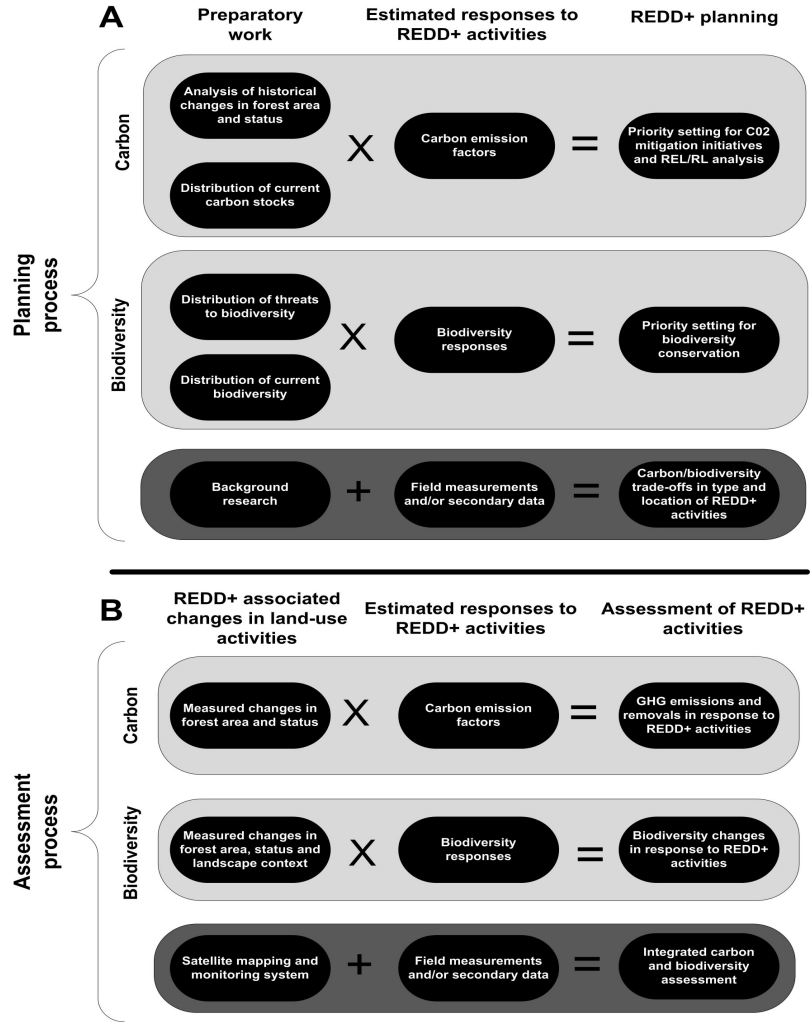 A
Preparatory
work
Estimated responses to
REDD+ activities
REDD+ planning
Planning
process
Carbon
Analysis of historical
changes in forest area
and status
Distribution of current
carbon stocks
X
Carbon emission
factors
=
Priority setting for C02
mitigation initiatives
and REL/RL analysis
Biodiversity
Distribution of threats
to biodiversity
Distribution of current
biodiversity
X
Biodiversity
responses
=
Priority setting for
biodiversity
conservation
Background
research
+
Field measurements
and/or secondary data
=
Carbon/biodiversity
trade-offs in type and
location of REDD+
activities
B
REDD+ associated
changes in land-use
activities
Estimated responses to
REDD+ activities
Assessment of REDD+
activities
Assessment
process
Carbon
Measured changes in
forest area and status
X
Carbon emission
factors
=
GHG emissions and
removals in response to
REDD+ activities
Biodiversity
Measured changes in
forest area, status and
landscape context
X
Biodiversity
responses
=
Biodiversity changes
in response to REDD+
activities
Satellite mapping and
monitoring system
+
Field measurements
and/or secondary data
=
Integrated carbon
and biodiversity
assessment